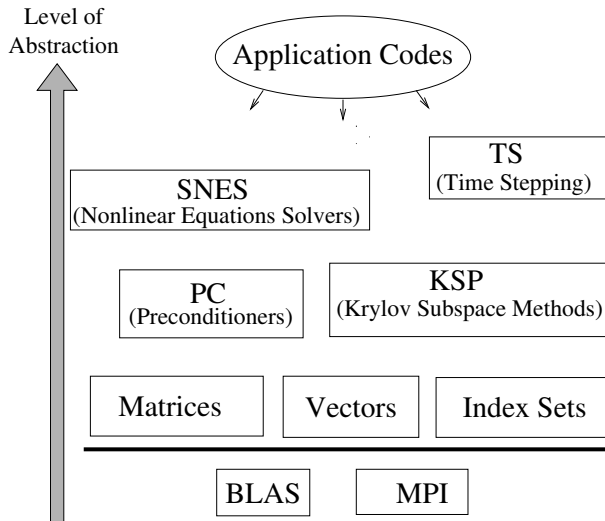 Level of
Abstraction
Application Codes
TS
(Time Stepping)
SNES
(Nonlinear Equations Solvers)
PC
(Preconditioners)
KSP
(Krylov Subspace Methods)
Matrices
Vectors
Index Sets
BLAS
MPI